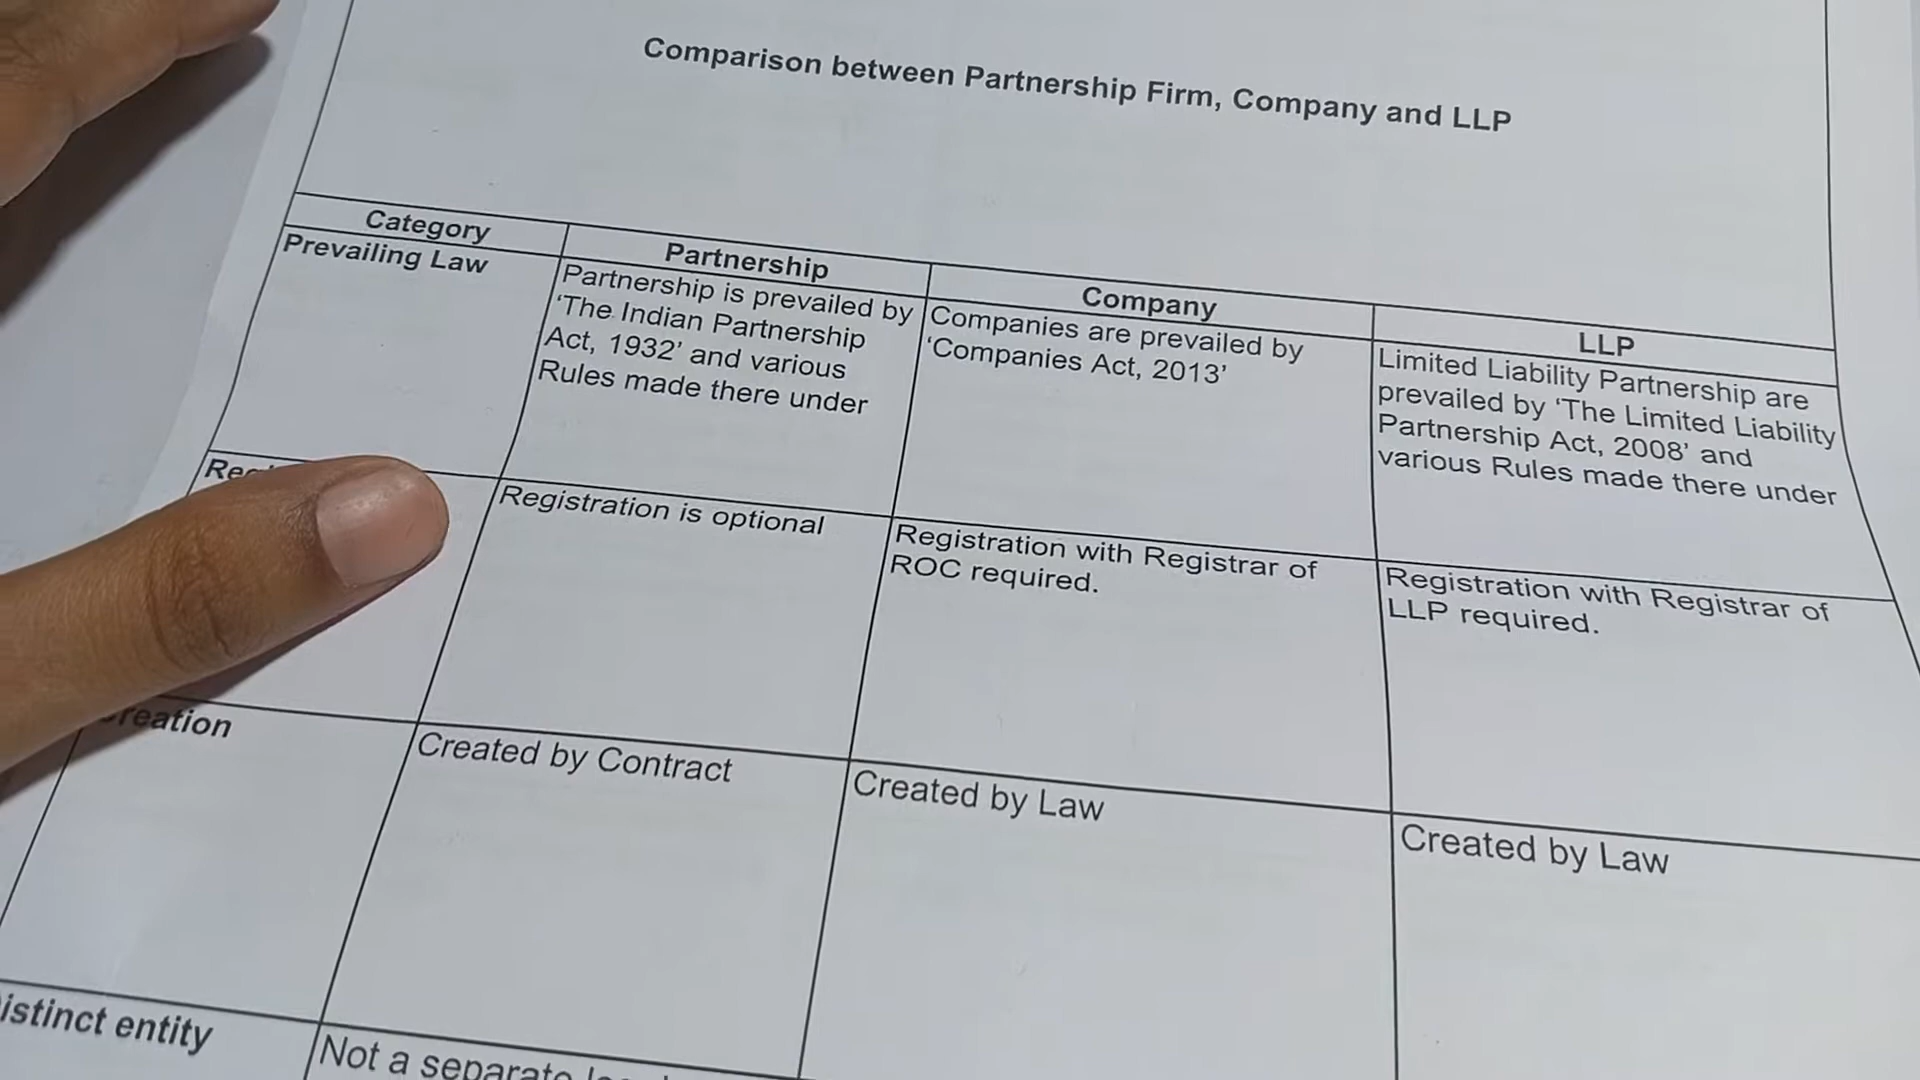 Comparison between Partnership Firm, Company and LLP
Category
Partnership
Company
LLP
Prevailing Law
Partnership is prevailed by
‘The Indian Partnership
Act, 1932’ and various
Rules made there under
Companies are prevailed by
‘Companies Act, 2013’
Limited Liability Partnership are
prevailed by ‘The Limited Liability
Partnership Act, 2008’ and
various Rules made there under
Registration is optional
Registration with Registrar of
ROC required.
Registration with Registrar of
LLP required.
Created by Contract
Created by Law
Created by Law
entity
Not a separate